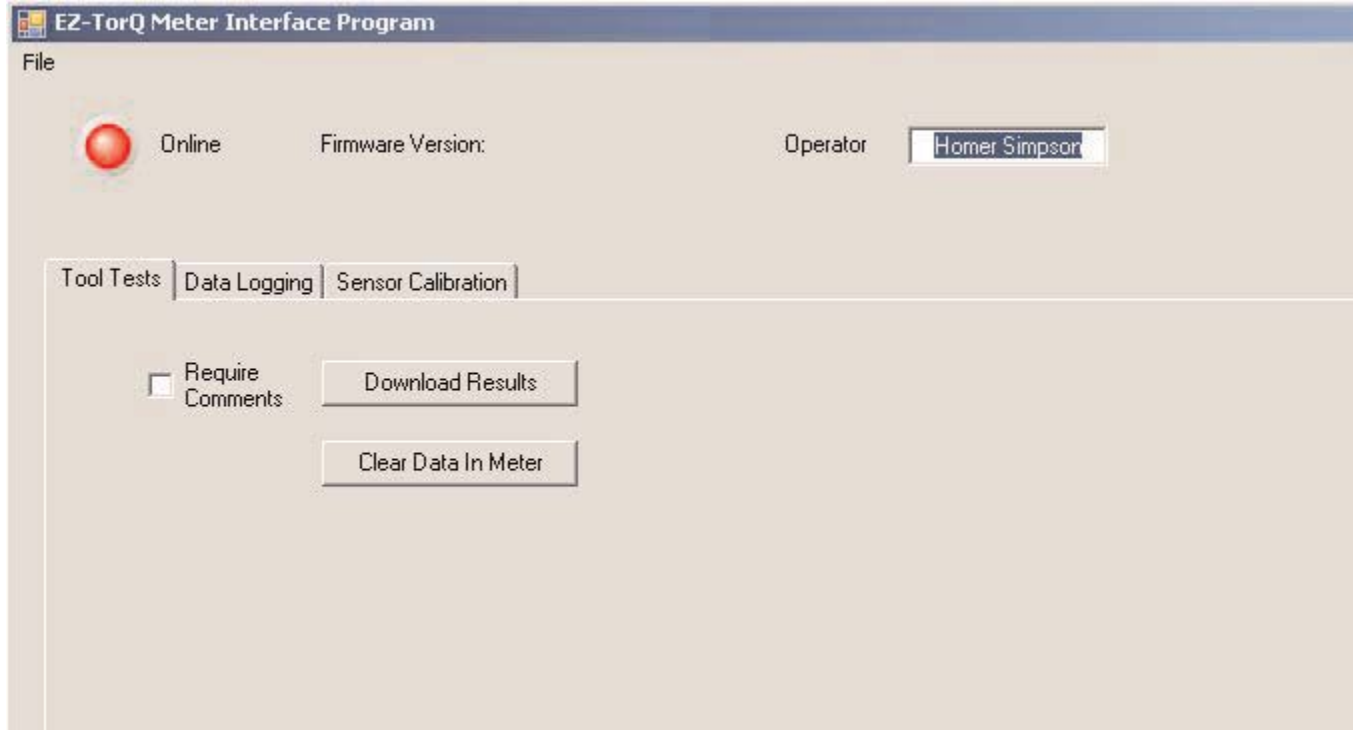 EZ-TorQ Meter Interface Program
File
Online Firmware Version: Operator Homer Simpson
Tool Tests Data Logging Sensor Calibration
Require
Comments
Download Results
Clear Data In Meter